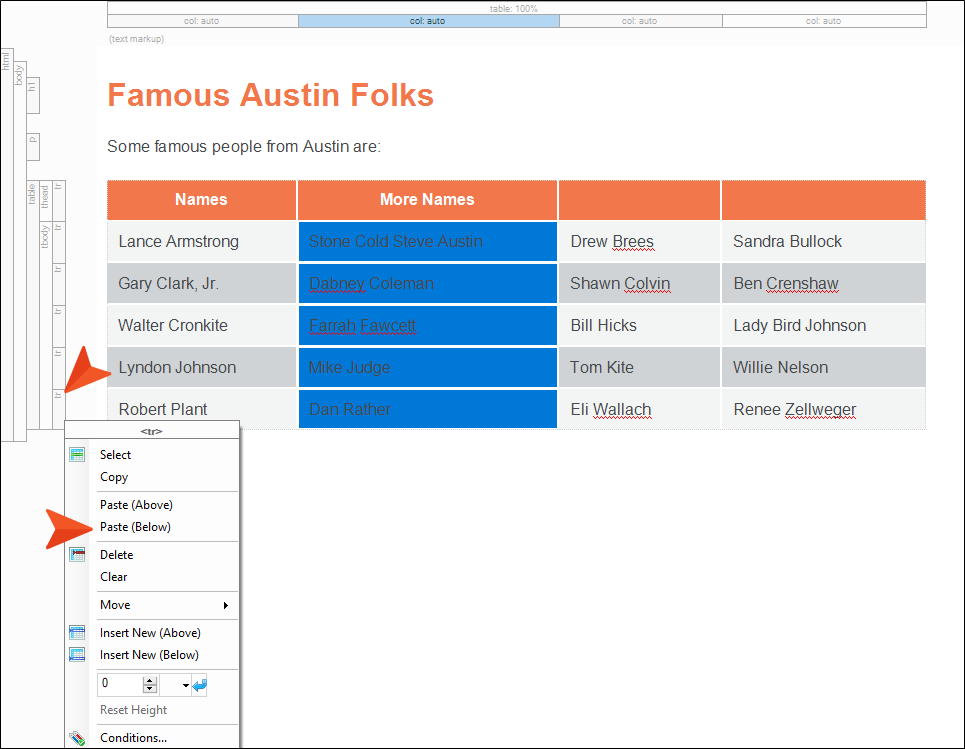 table: 100%
col: auto col: auto col: auto col: auto
(text markup)
html
body
h1
Famous Austin Folks
p
Some famous people from Austin are:
table thead tr
Names More Names
tbody tr
Lance Armstrong Stone Cold Steve Austin Drew Brees Sandra Bullock
tr
Gary Clark, Jr. Dabney Coleman Shawn Colvin Ben Crenshaw
tr
Walter Cronkite Farrah Fawcett Bill Hicks Lady Bird Johnson
tr
Lyndon Johnson Mike Judge Tom Kite Willie Nelson
tr
Robert Plant Dan Rather Eli Wallach Renee Zellweger
<tr>
Select
Copy
Paste (Above)
Paste (Below)
Delete
Clear
Move
Insert New (Above)
Insert New (Below)
0
Reset Height
Conditions...